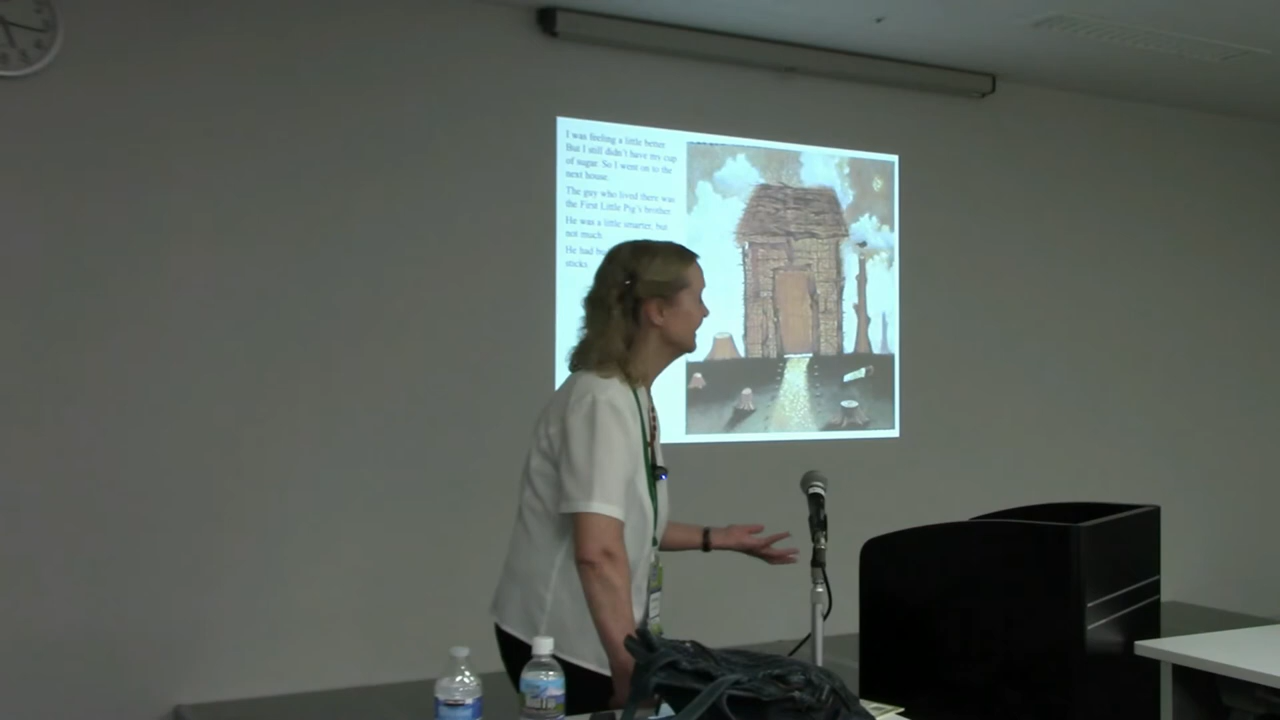 I was feeling a little better.
But I still didn't have my cup
of sugar. So I went on to the
next house.
The guy who lived there was
the First Little Pig's brother.
He was a little smarter, but
not much.
He had
sticks.